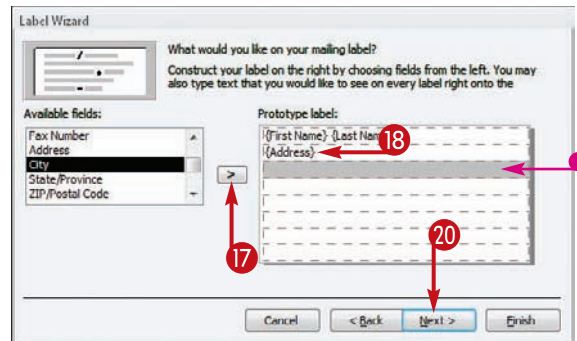 Label Wizard
What would you like on your mailing label?
Construct your label on the right by choosing fields from the left. You may
also type text that you would like to see on every label right onto the
Available fields:
Prototype label:
Fax Number
Address
City
State/Province
ZIP/Postal Code
>
{First Name} {Last Nam
{Address}
18
17
20
Cancel
< Back
Next >
Finish